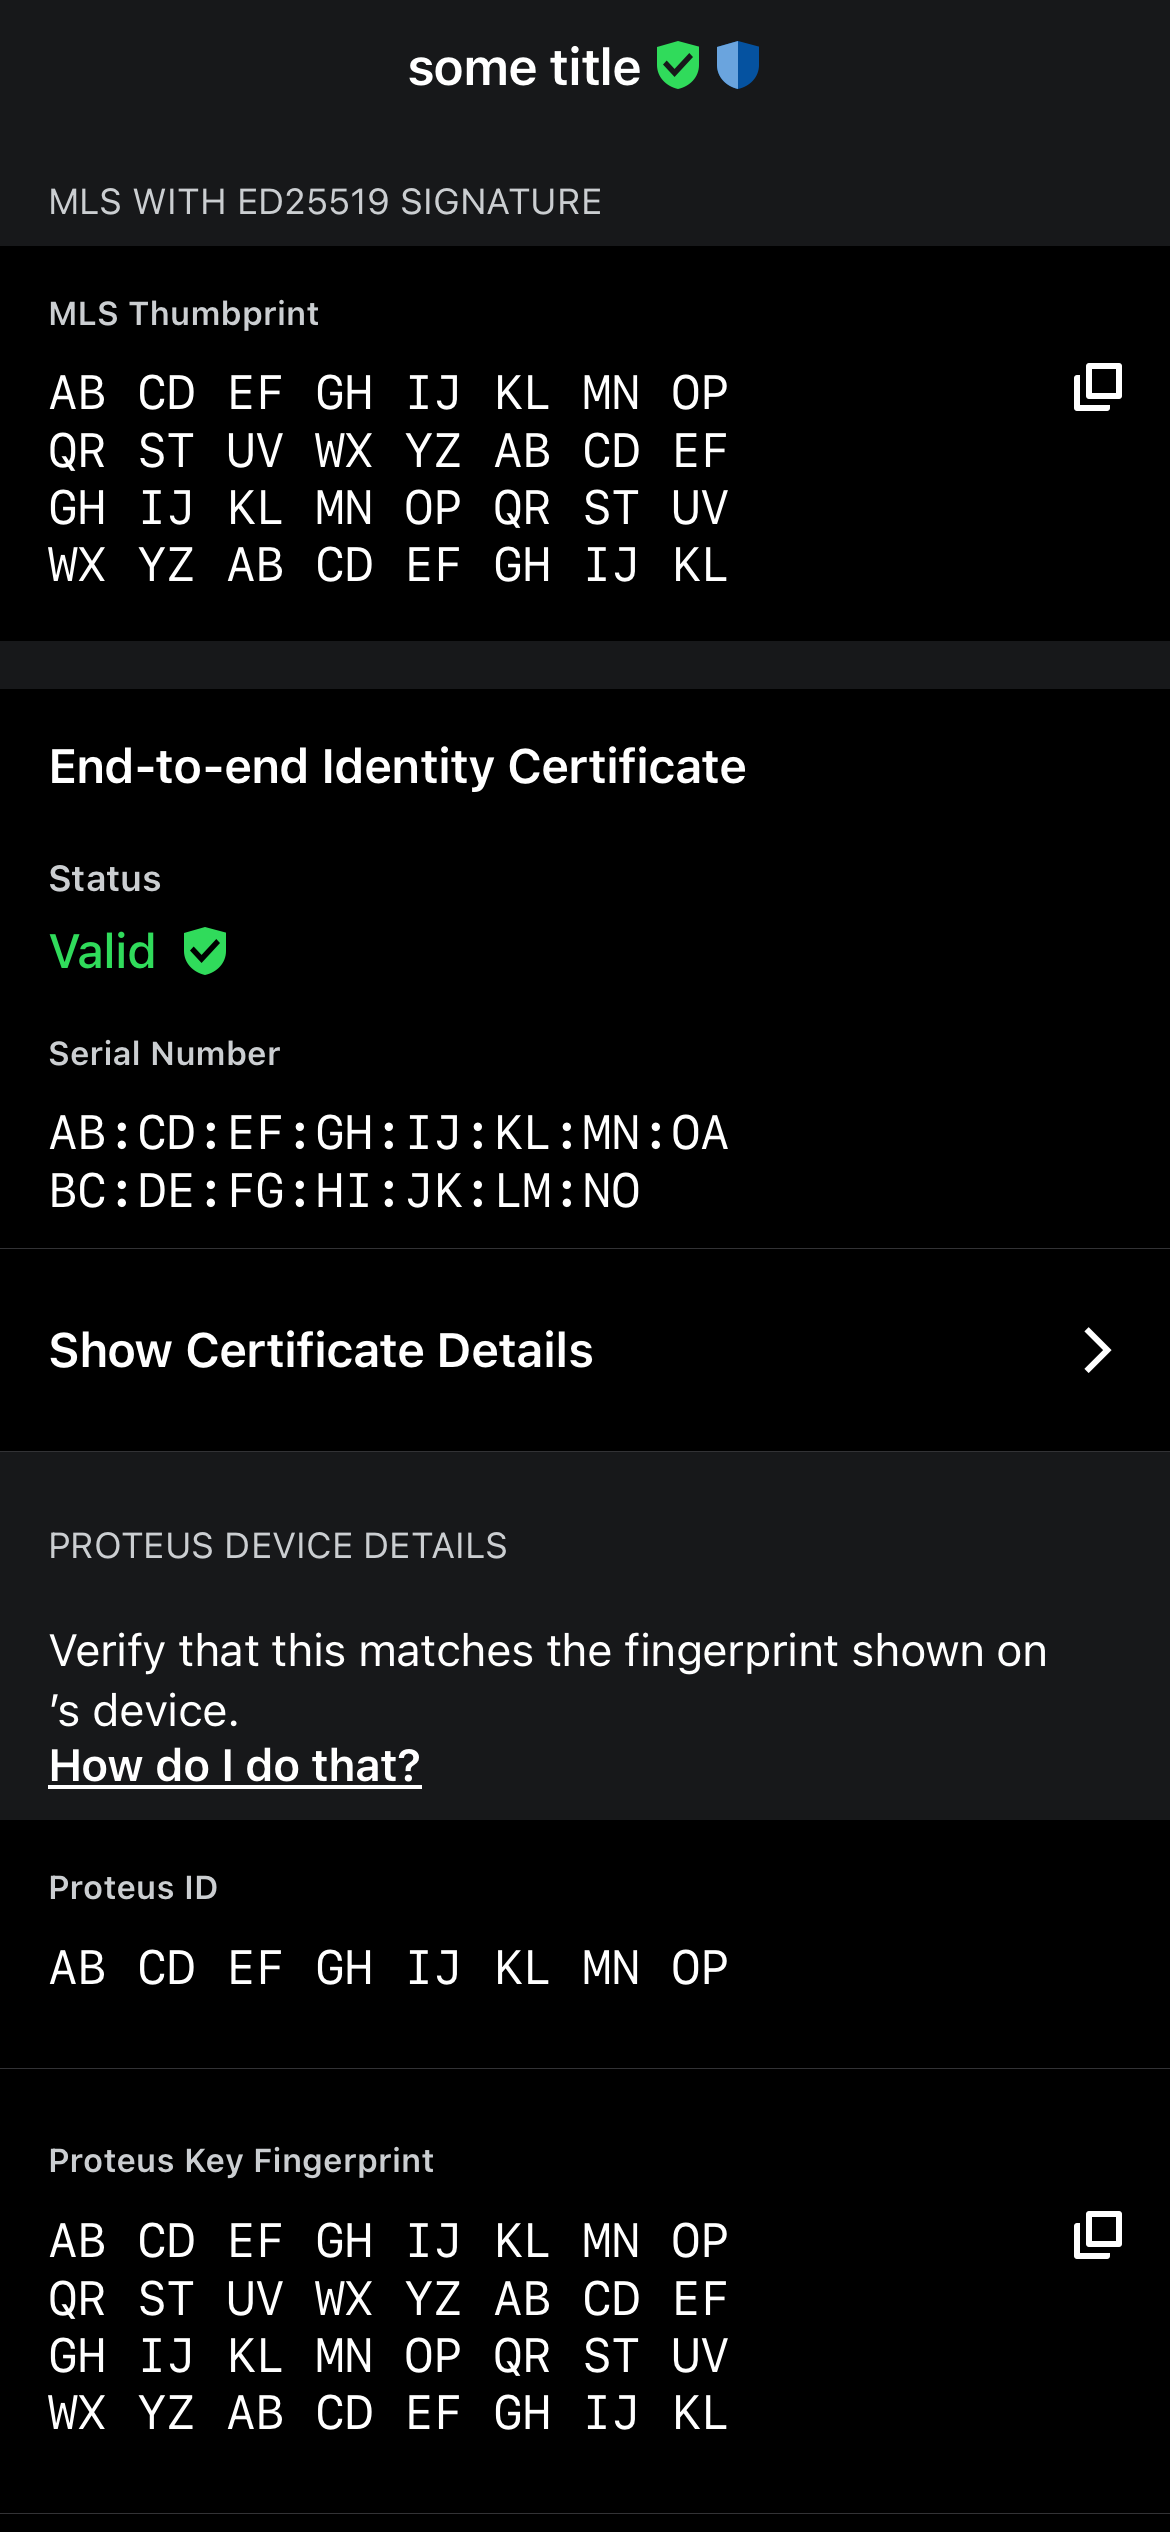 some title
MLS WITH ED25519 SIGNATURE
MLS Thumbprint
AB CD EF GH IJ KL MN OP
QR ST UV WX YZ AB CD EF
GH IJ KL MN OP QR ST UV
WX YZ AB CD EF GH IJ KL
End-to-end Identity Certificate
Status
Valid
Serial Number
AB:CD:EF:GH:IJ:KL:MN:OA
BC:DE:FG:HI:JK:LM:NO
Show Certificate Details
PROTEUS DEVICE DETAILS
Verify that this matches the fingerprint shown on
’s device.
How do I do that?
Proteus ID
AB CD EF GH IJ KL MN OP
Proteus Key Fingerprint
AB CD EF GH IJ KL MN OP
QR ST UV WX YZ AB CD EF
GH IJ KL MN OP QR ST UV
WX YZ AB CD EF GH IJ KL